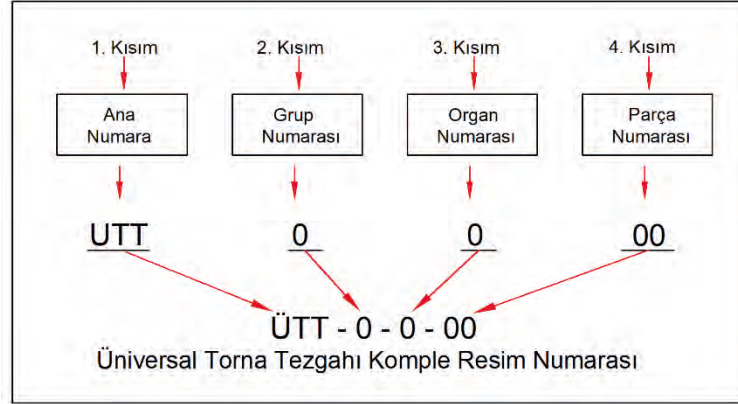 1. Kısım 2. Kısım 3. Kısım 4. Kısım
Ana Numara Grup Numarası Organ Numarası Parça Numarası
UTT 0 0 00
ÜTT - 0 - 0 - 00
Üniversal Torna Tezgahı Komple Resim Numarası